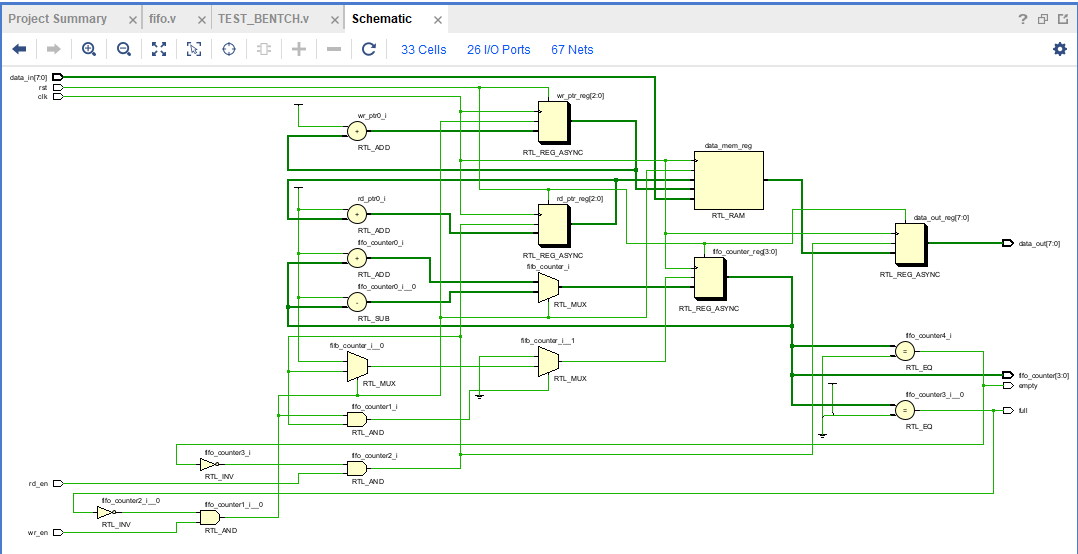 Project Summary
fifo.v
TEST_BENTCH.v
Schematic
33 Cells
26 I/O Ports
67 Nets
data_in[7:0]
rst
clk
wr_ptr_reg[2:0]
wr_ptr0_i
RTL_ADD
RTL_REG_ASYNC
data_mem_reg
RTL_RAM
rd_ptr0_i
RTL_ADD
rd_ptr_reg[2:0]
RTL_REG_ASYNC
data_out_reg[7:0]
RTL_REG_ASYNC
data_out[7:0]
fifo_counter0_i
RTL_ADD
fifo_counter_i
RTL_MUX
fifo_counter_reg[3:0]
RTL_REG_ASYNC
fifo_counter0_i__0
RTL_SUB
fifo_counter_i__0
RTL_MUX
fifo_counter_i__1
RTL_MUX
fifo_counter4_i
RTL_EQ
fifo_counter[3:0]
empty
fifo_counter3_i__0
RTL_EQ
full
fifo_counter1_i
RTL_AND
fifo_counter3_i
RTL_INV
fifo_counter2_i
RTL_AND
rd_en
fifo_counter2_i__0
RTL_INV
fifo_counter1_i__0
RTL_AND
wr_en